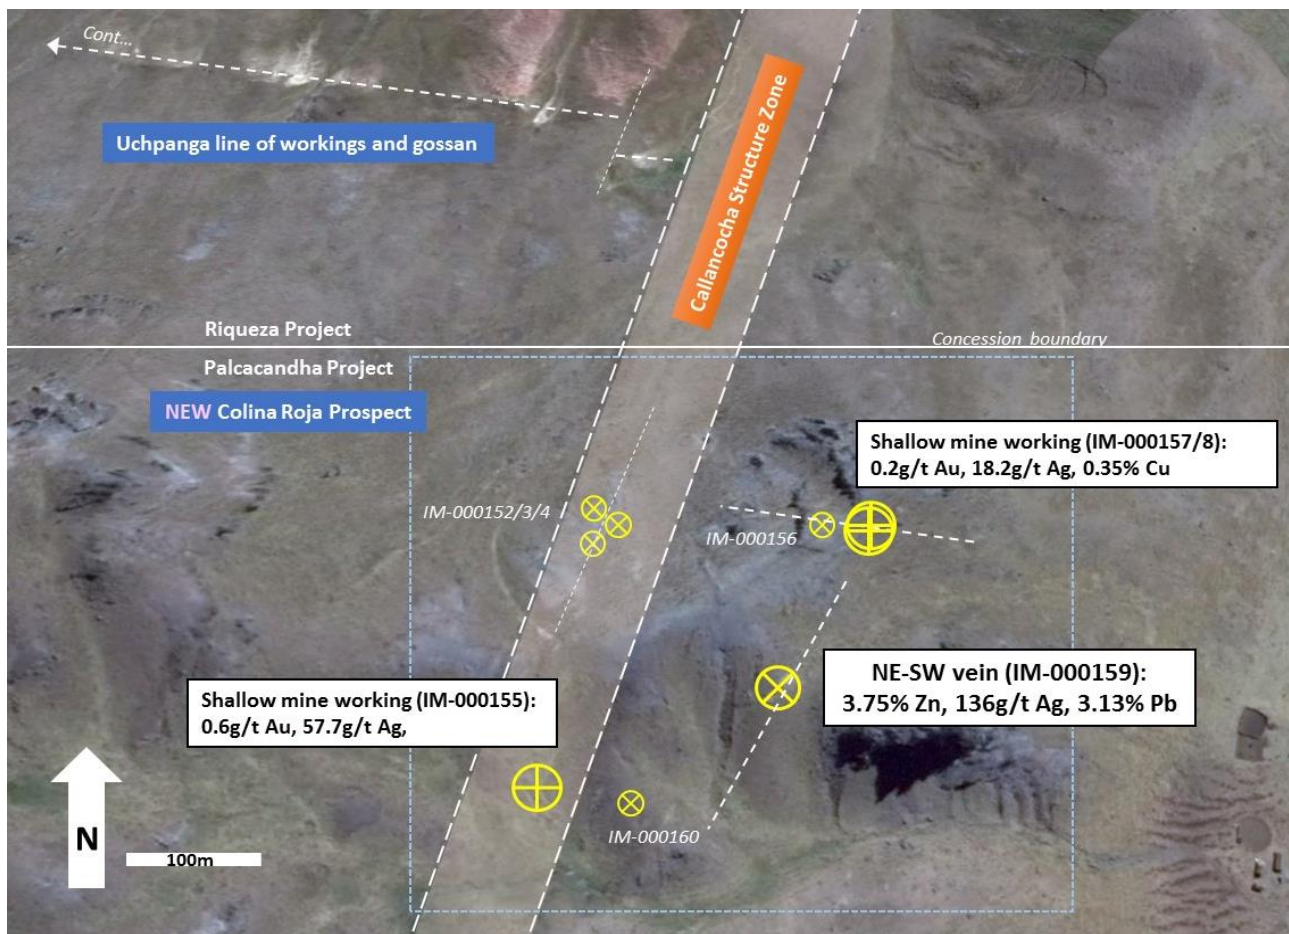 Cont...
Callancocha Structure Zone
Uchpanga line of workings and gossan
Riqueza Project
Concession boundary
Palcacandha Project
NEW Colina Roja Prospect
Shallow mine working (IM-000157/8):
0.2g/t Au, 18.2g/t Ag, 0.35% Cu
IM-000152/3/4
IM-000156
NE-SW vein (IM-000159):
3.75% Zn, 136g/t Ag, 3.13% Pb
Shallow mine working (IM-000155):
0.6g/t Au, 57.7g/t Ag,
IM-000160
N
100m